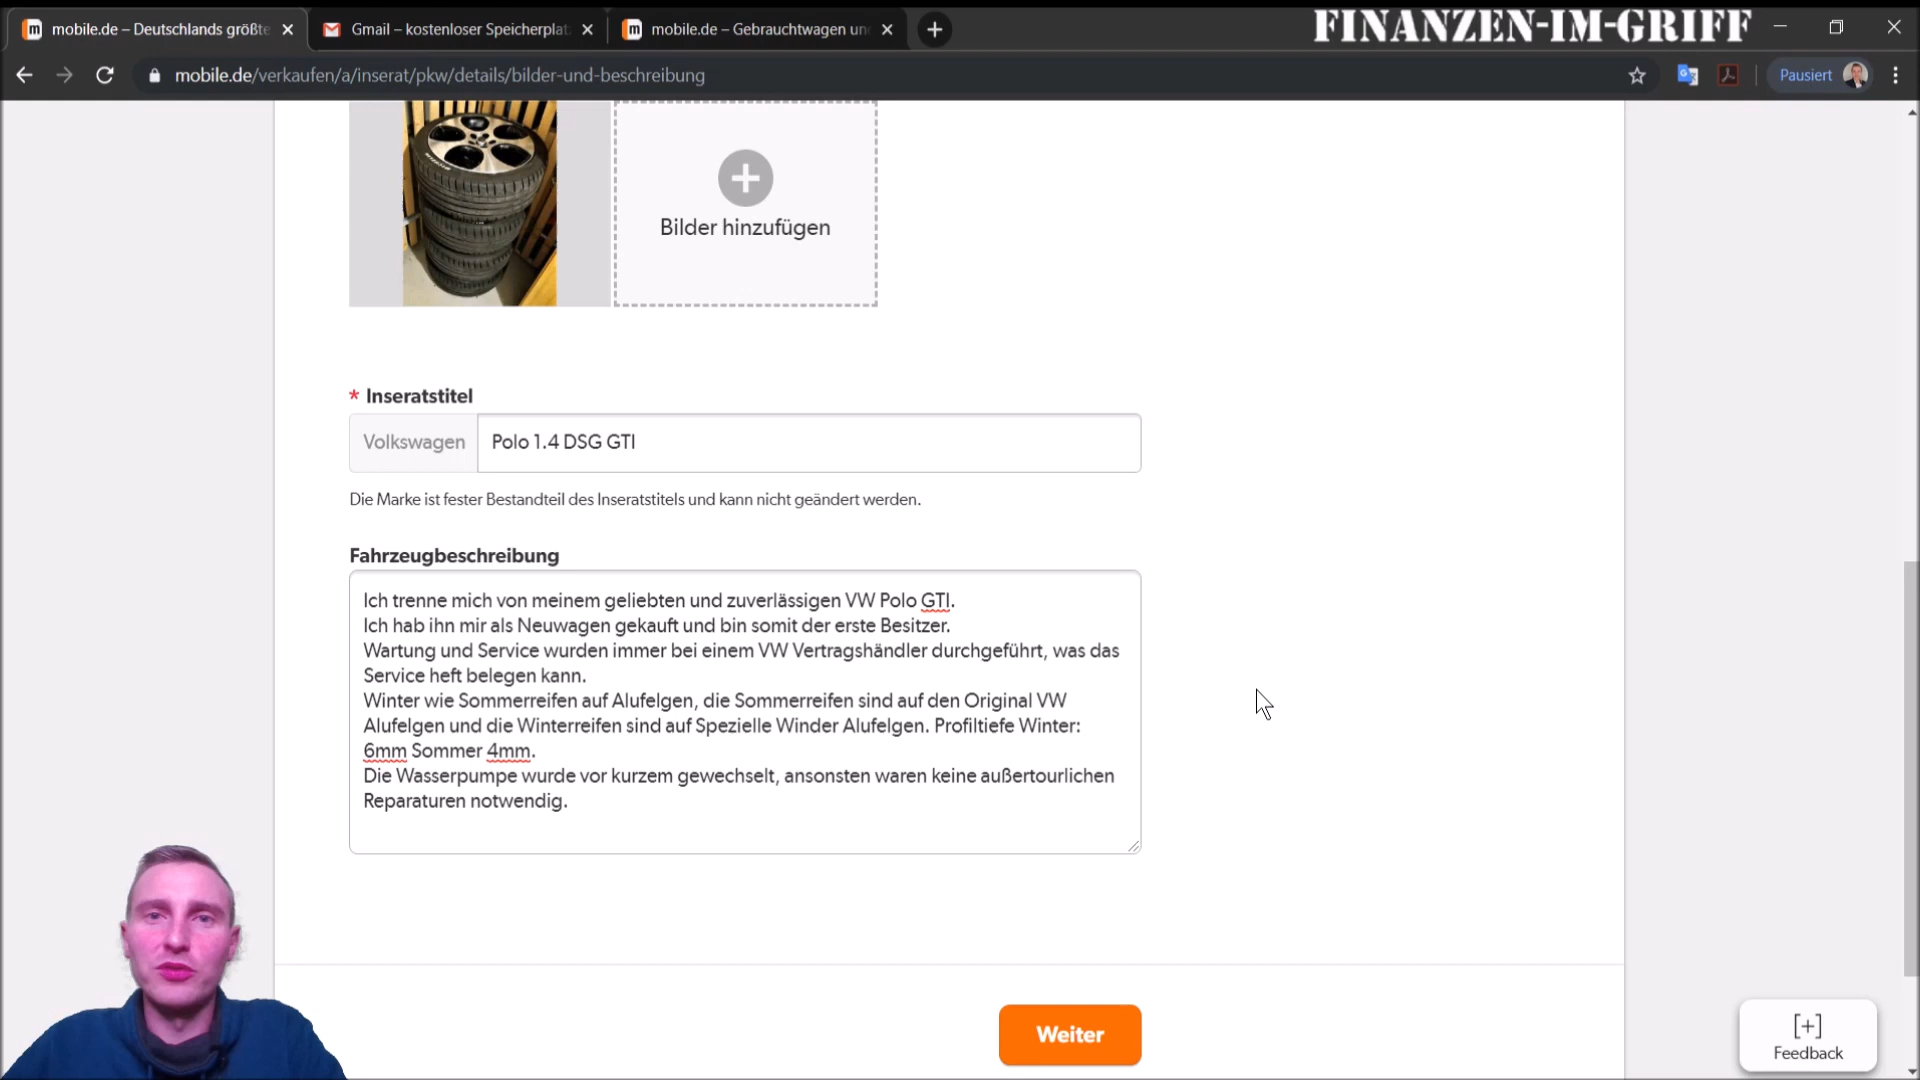 mobile.de – Deutschlands größte
Gmail – kostenloser Speicherplatz
mobile.de – Gebrauchtwagen und
FINANZEN-IM-GRIFF
mobile.de/verkaufen/a/inserat/pkw/details/bilder-und-beschreibung
Pausiert
Bilder hinzufügen
* Inseratstitel
Volkswagen
Polo 1.4 DSG GTI
Die Marke ist fester Bestandteil des Inseratstitels und kann nicht geändert werden.
Fahrzeugbeschreibung
Ich trenne mich von meinem geliebten und zuverlässigen VW Polo GTI.
Ich hab ihn mir als Neuwagen gekauft und bin somit der erste Besitzer.
Wartung und Service wurden immer bei einem VW Vertragshändler durchgeführt, was das
Service heft belegen kann.
Winter wie Sommerreifen auf Alufelgen, die Sommerreifen sind auf den Original VW
Alufelgen und die Winterreifen sind auf Spezielle Winder Alufelgen. Profiltiefe Winter:
6mm Sommer 4mm.
Die Wasserpumpe wurde vor kurzem gewechselt, ansonsten waren keine außertourlichen
Reparaturen notwendig.
Weiter
[+]
Feedback